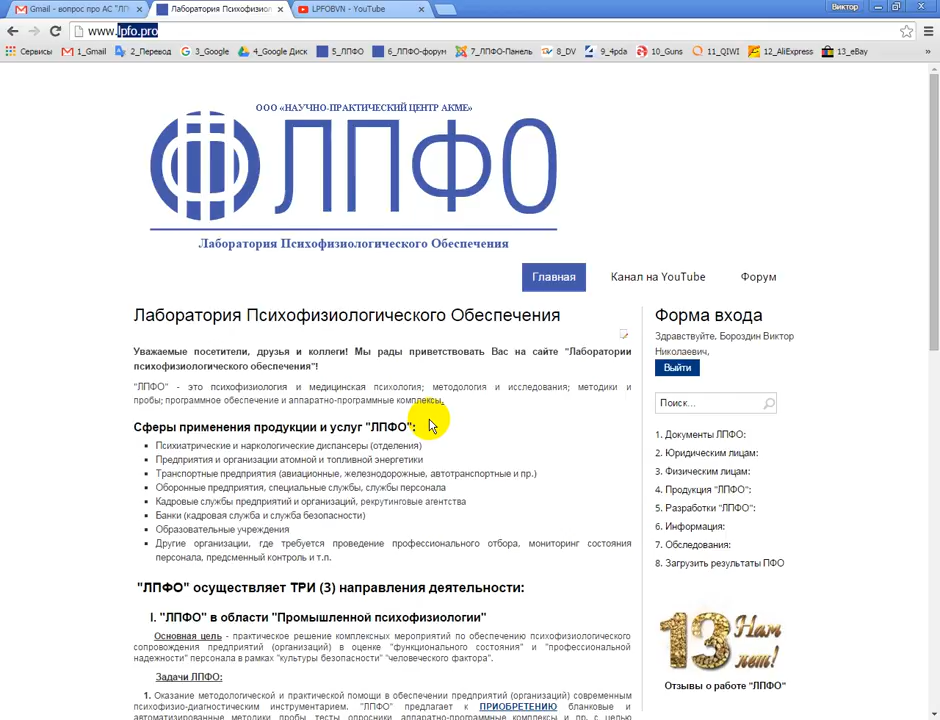 Gmail - вопрос про АС "ЛП
Лаборатория Психофизиол
LPFOBVN - YouTube
Виктор
www.lpfo.pro
Сервисы
1_Gmail
2_Перевод
3_Google
4_Google Диск
5_ЛПФО
6_ЛПФО-форум
7_ЛПФО-Панель
8_DV
9_4pda
10_Guns
11_QIWI
12_AliExpress
13_eBay
»
ООО «НАУЧНО-ПРАКТИЧЕСКИЙ ЦЕНТР АКМЕ»
ЛПФО
Лаборатория Психофизиологического Обеспечения
Главная
Канал на YouTube
Форум
Лаборатория Психофизиологического Обеспечения
Уважаемые посетители, друзья и коллеги! Мы рады приветствовать Вас на сайте "Лаборатории
психофизиологического обеспечения"!
"ЛПФО" - это психофизиология и медицинская психология; методология и исследования; методики и
пробы; программное обеспечение и аппаратно-программные комплексы.
Сферы применения продукции и услуг "ЛПФО":
Психиатрические и наркологические диспансеры (отделения)
Предприятия и организации атомной и топливной энергетики
Транспортные предприятия (авиационные, железнодорожные, автотранспортные и пр.)
Оборонные предприятия, специальные службы, службы персонала
Кадровые службы предприятий и организаций, рекрутинговые агентства
Банки (кадровая служба и служба безопасности)
Образовательные учреждения
Другие организации, где требуется проведение профессионального отбора, мониторинг состояния
персонала, предсменный контроль и т.п.
"ЛПФО" осуществляет ТРИ (3) направления деятельности:
I. "ЛПФО" в области "Промышленной психофизиологии"
Основная цель - практическое решение комплексных мероприятий по обеспечению психофизиологического
сопровождения предприятий (организаций) в оценке "функционального состояния" и "профессиональной
надежности" персонала в рамках "культуры безопасности" "человеческого фактора".
Задачи ЛПФО:
1. Оказание методологической и практической помощи в обеспечении предприятий (организаций) современным
психофизио-диагностическим инструментарием. "ЛПФО" предлагает к ПРИОБРЕТЕНИЮ бланковые и
автоматизированные методики, пробы, тесты, опросники, аппаратно-программные комплексы и пр. с целью
Форма входа
Здравствуйте, Бороздин Виктор
Николаевич,
Выйти
Поиск...
1. Документы ЛПФО:
2. Юридическим лицам:
3. Физическим лицам:
4. Продукция "ЛПФО":
5. Разработки "ЛПФО":
6. Информация:
7. Обследования:
8. Загрузить результаты ПФО
13 Нам лет!
Отзывы о работе "ЛПФО"